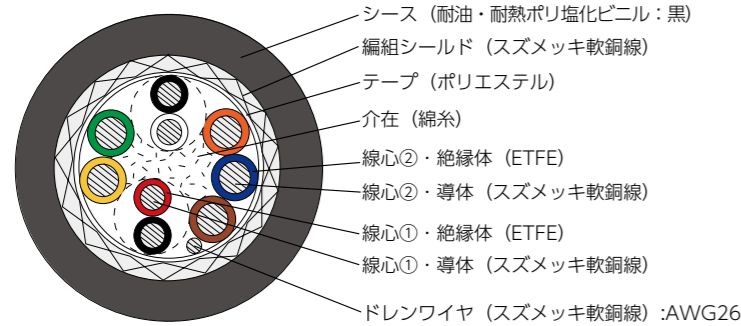 シース（耐油・耐熱ポリ塩化ビニル：黒）
編組シールド（スズメッキ軟銅線）
テープ（ポリエステル）
介在（綿糸）
線心②・絶縁体（ETFE）
線心②・導体（スズメッキ軟銅線）
線心①・絶縁体（ETFE）
線心①・導体（スズメッキ軟銅線）
ドレンワイヤ（スズメッキ軟銅線）:AWG26